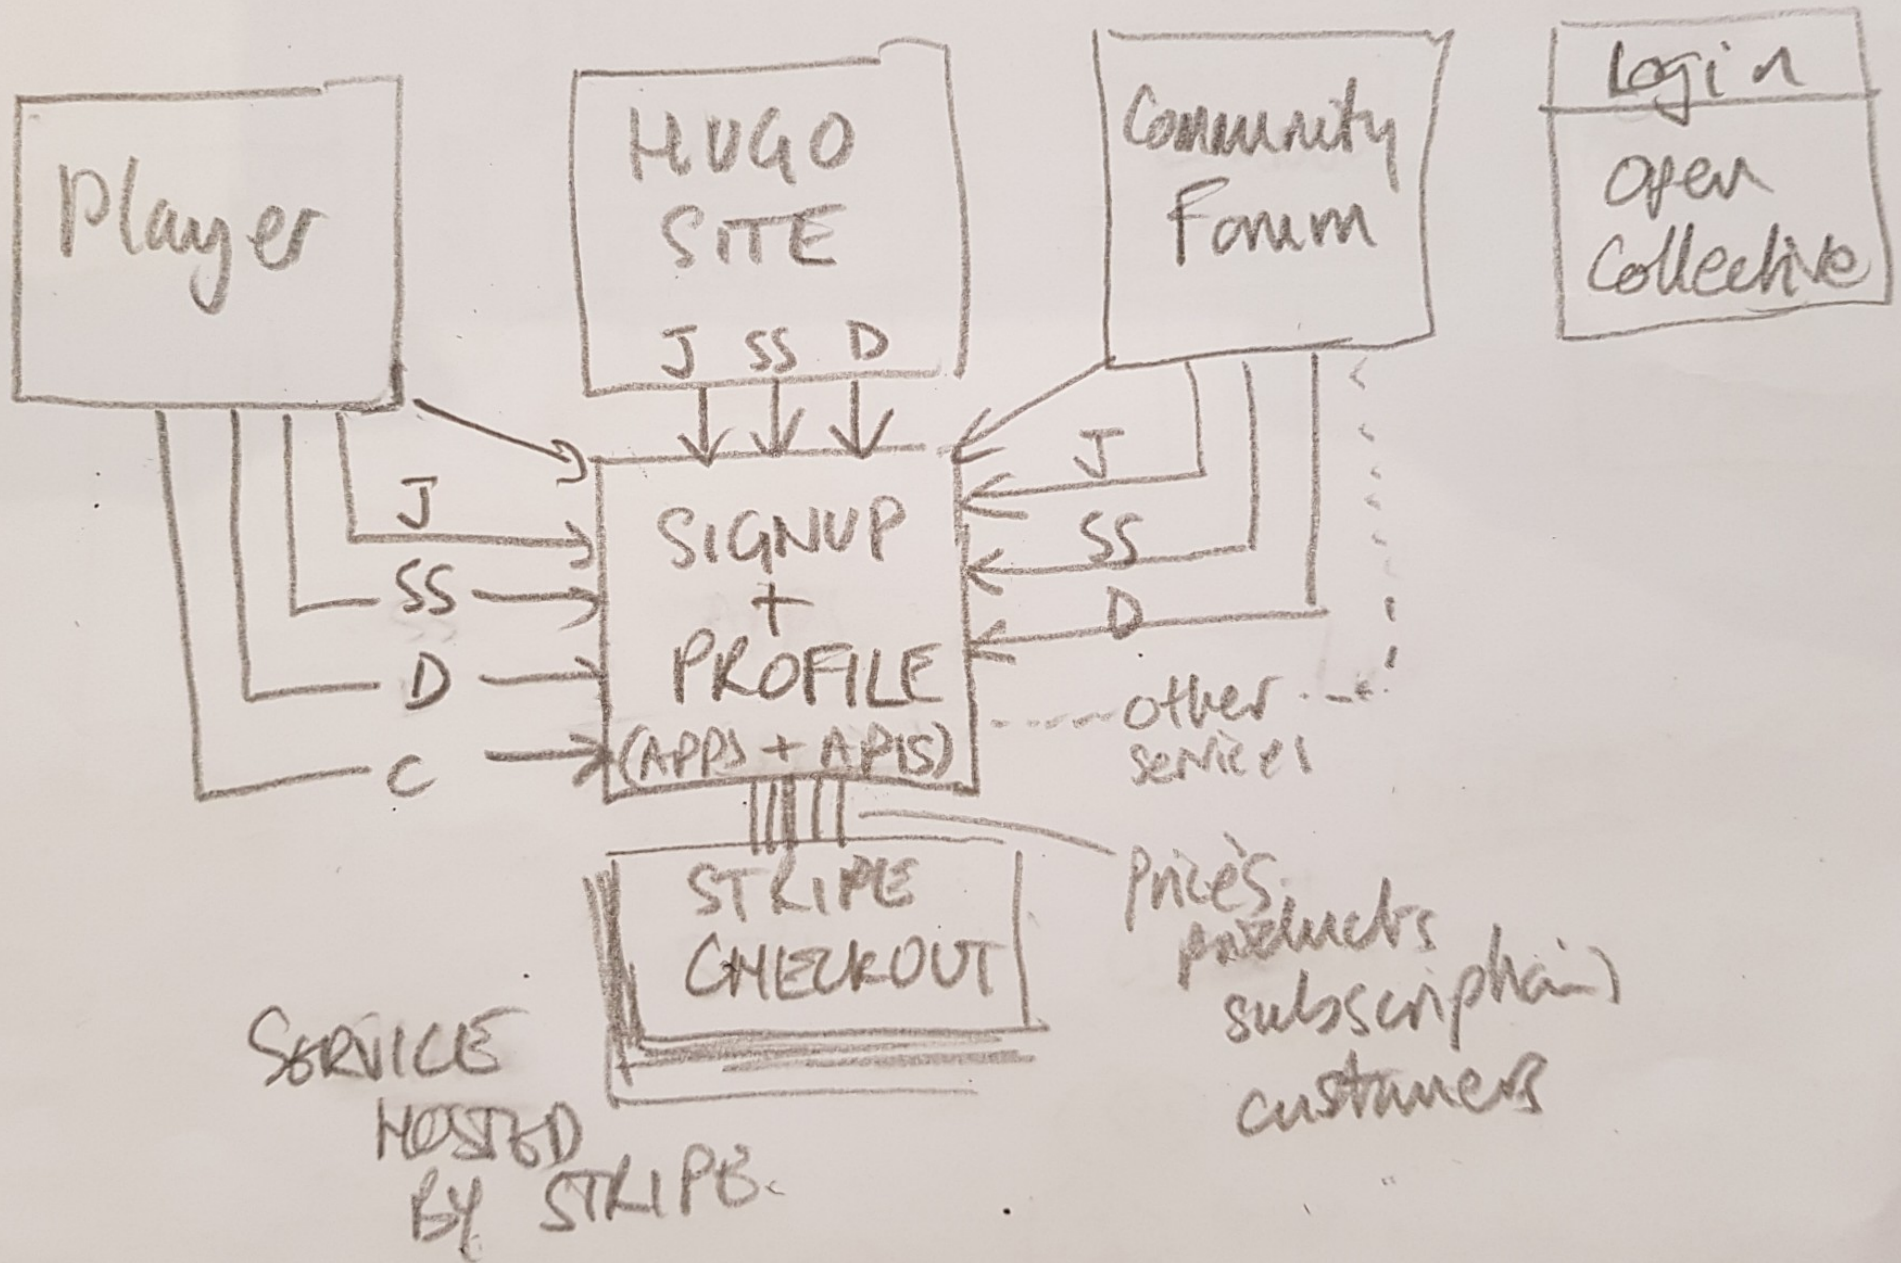 Player
HUGO
SITE
J SS D
Community
Forum
Login
Open
Collective
J
SS
D
C
SIGNUP
+
PROFILE
(APPS + APIS)
J
SS
D
other
services
STRIPE
CHECKOUT
prices
products
subscriptions
customers
SERVICE
HOSTED
BY STRIPE.